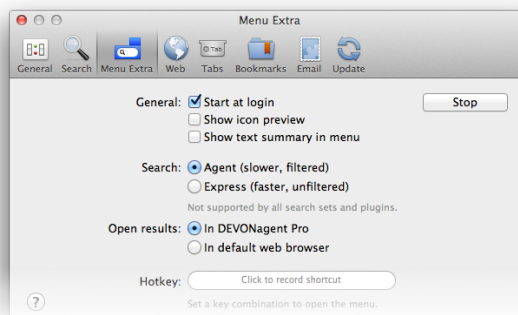 Menu Extra
Tab
General Search Menu Extra Web Tabs Bookmarks Email Update
General: Start at login Stop
Show icon preview
Show text summary in menu
Search: Agent (slower, filtered)
Express (faster, unfiltered)
Not supported by all search sets and plugins.
Open results: In DEVONagent Pro
In default web browser
Hotkey: Click to record shortcut
? Set a key combination to open the menu.